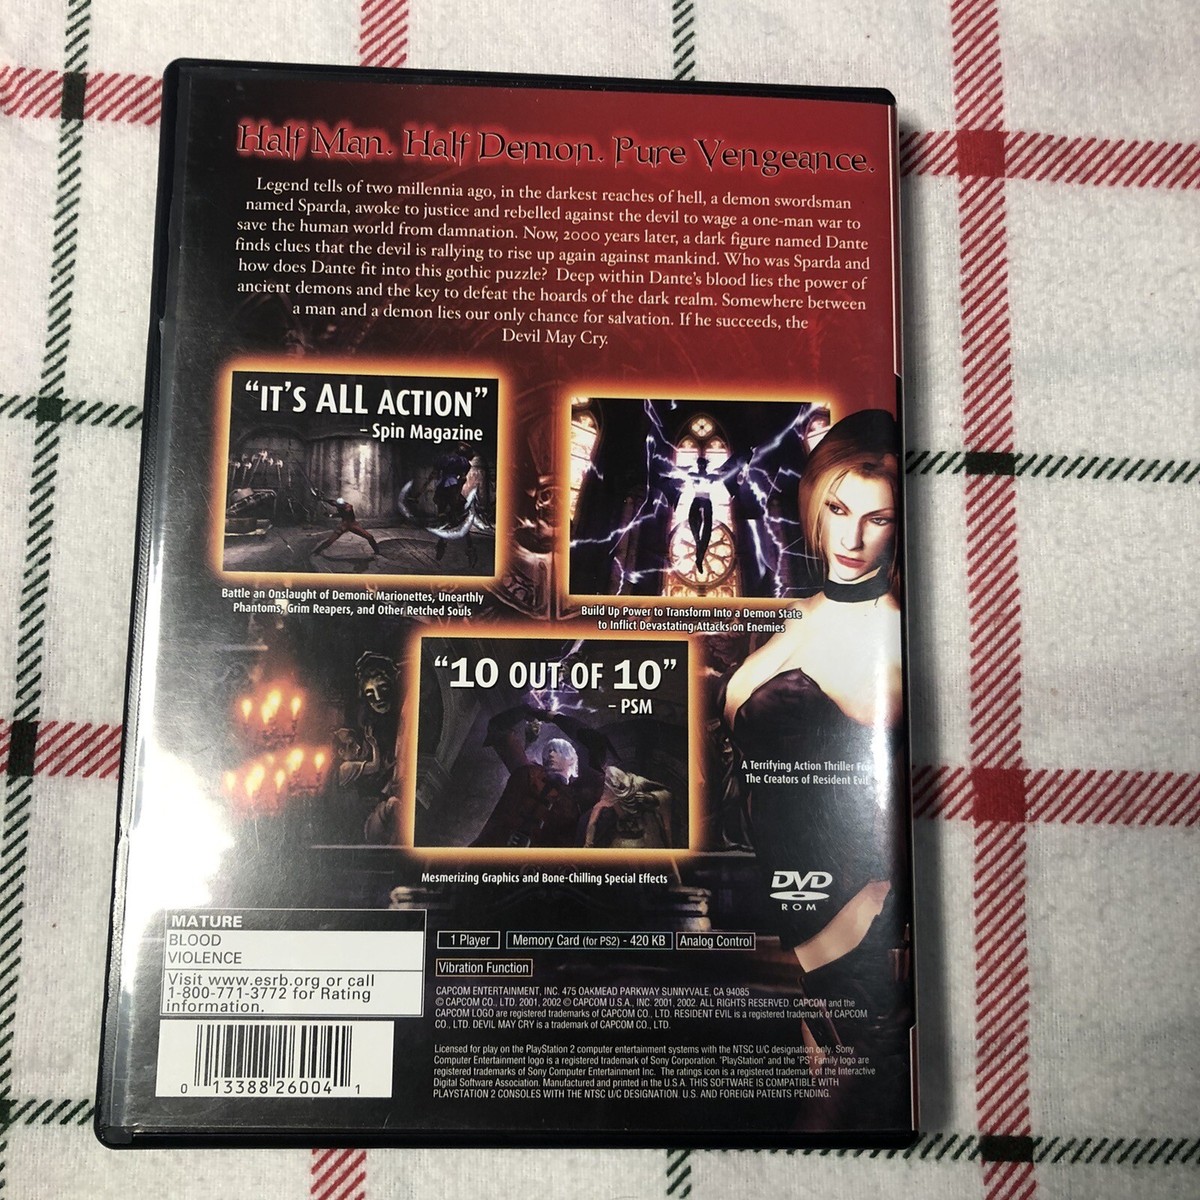 Half Man. Half Demon. Pure Vengeance.
Legend tells of two millennia ago, in the darkest reaches of hell, a demon swordsman
named Sparda, awoke to justice and rebelled against the devil to wage a one-man war to
save the human world from damnation. Now, 2000 years later, a dark figure named Dante
finds clues that the devil is rallying to rise up again against mankind. Who was Sparda and
how does Dante fit into this gothic puzzle? Deep within Dante's blood lies the power of
ancient demons and the key to defeat the hoards of the dark realm. Somewhere between
a man and a demon lies our only chance for salvation. If he succeeds, the
Devil May Cry.
"IT'S ALL ACTION"
– Spin Magazine
Battle an Onslaught of Demonic Marionettes, Unearthly
Phantoms, Grim Reapers, and Other Retched Souls
Build Up Power to Transform Into a Demon State
to Inflict Devastating Attacks on Enemies
"10 OUT OF 10"
– PSM
A Terrifying Action Thriller
The Creators of Resident Evil
Mesmerizing Graphics and Bone-Chilling Special Effects
DVD
ROM
MATURE
BLOOD
VIOLENCE
Visit www.esrb.org or call
1-800-771-3772 for Rating
information.
1 Player
Memory Card (for PS2) - 420 KB
Analog Control
Vibration Function
CAPCOM ENTERTAINMENT, INC. 475 OAKMEAD PARKWAY SUNNYVALE, CA 94085
© CAPCOM CO., LTD. 2001, 2002 © CAPCOM U.S.A., INC. 2001, 2002. ALL RIGHTS RESERVED. CAPCOM and the
CAPCOM LOGO are registered trademarks of CAPCOM CO., LTD. RESIDENT EVIL is a registered trademark of CAPCOM
CO., LTD. DEVIL MAY CRY is a trademark of CAPCOM CO., LTD.
Licensed for play on the PlayStation 2 computer entertainment systems with the NTSC U/C designation only. Sony
Computer Entertainment logo is a registered trademark of Sony Corporation. "PlayStation" and the "PS" Family logo are
registered trademarks of Sony Computer Entertainment Inc. The ratings icon is a registered trademark of the Interactive
Digital Software Association. Manufactured and printed in the U.S.A. THIS SOFTWARE IS COMPATIBLE WITH
PLAYSTATION 2 CONSOLES WITH THE NTSC U/C DESIGNATION. U.S. AND FOREIGN PATENTS PENDING.
0 13388 26004 1